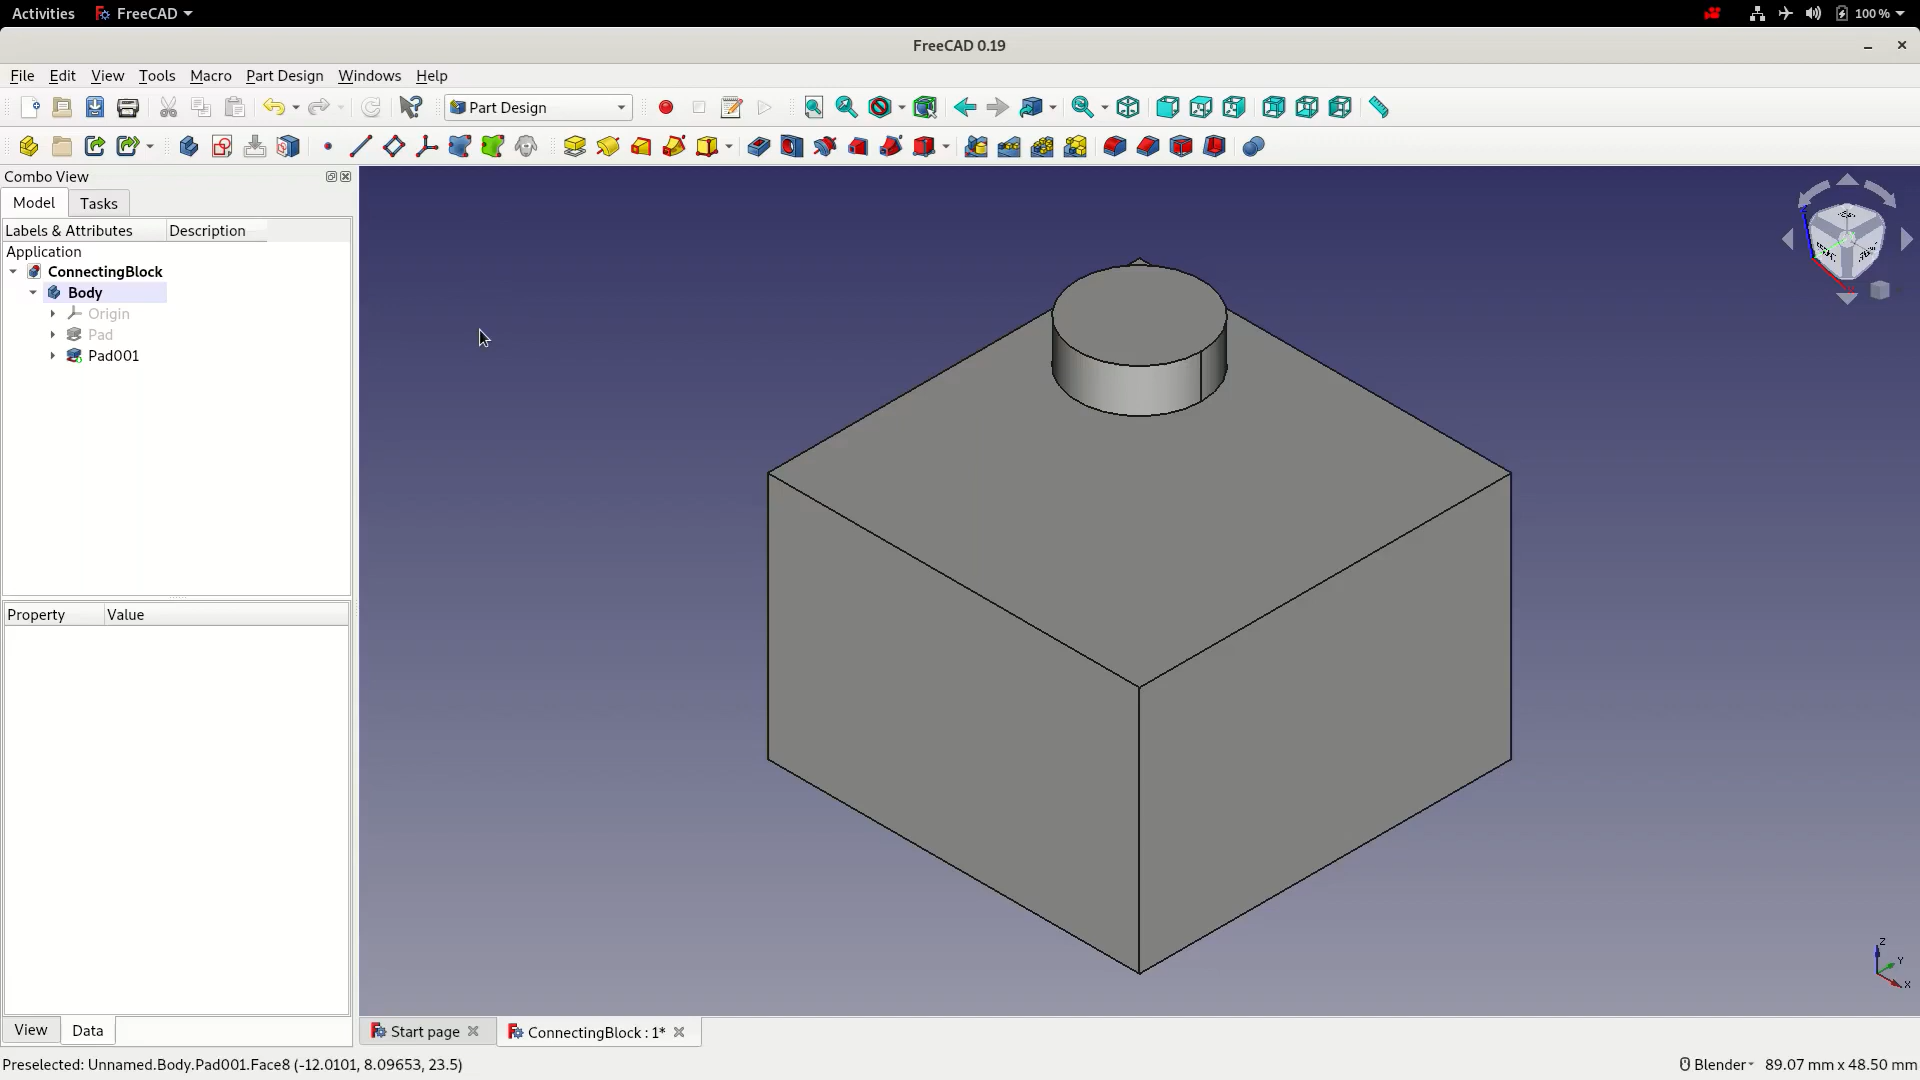 Activities FreeCAD 100 %
FreeCAD 0.19
File Edit View Tools Macro Part Design Windows Help
Part Design
Combo View
Model Tasks
Labels & Attributes Description
Application
ConnectingBlock
Body
Origin
Pad
Pad001
Property Value
View Data
Z
Y
X
Start page ConnectingBlock : 1*
Preselected: Unnamed.Body.Pad001.Face8 (-12.0101, 8.09653, 23.5) Blender 89.07 mm x 48.50 mm